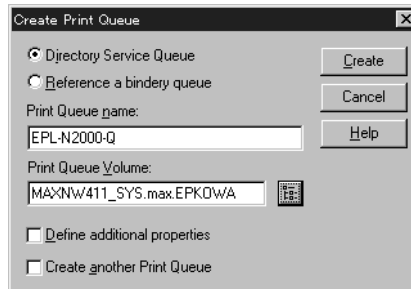 Create Print Queue
Directory Service Queue
Reference a bindery queue
Print Queue name:
EPL-N2000-Q
Print Queue Volume:
MAXNW411_SYS.max.EPKOWA
Define additional properties
Create another Print Queue
Create
Cancel
Help